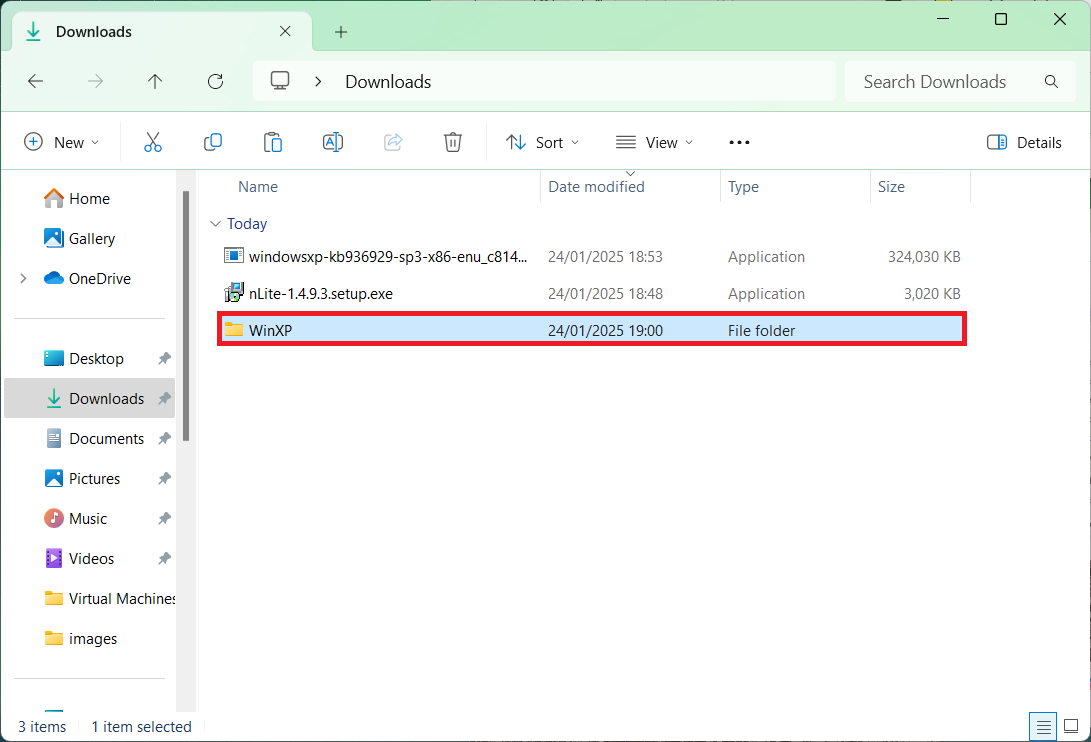 Downloads
Downloads
Search Downloads
New
Sort
View
Details
Home
Gallery
OneDrive
Desktop
Downloads
Documents
Pictures
Music
Videos
Virtual Machines
images
Name Date modified Type Size
Today
windowsxp-kb936929-sp3-x86-enu_c814... 24/01/2025 18:53 Application 324,030 KB
nLite-1.4.9.3.setup.exe 24/01/2025 18:48 Application 3,020 KB
WinXP 24/01/2025 19:00 File folder
3 items 1 item selected